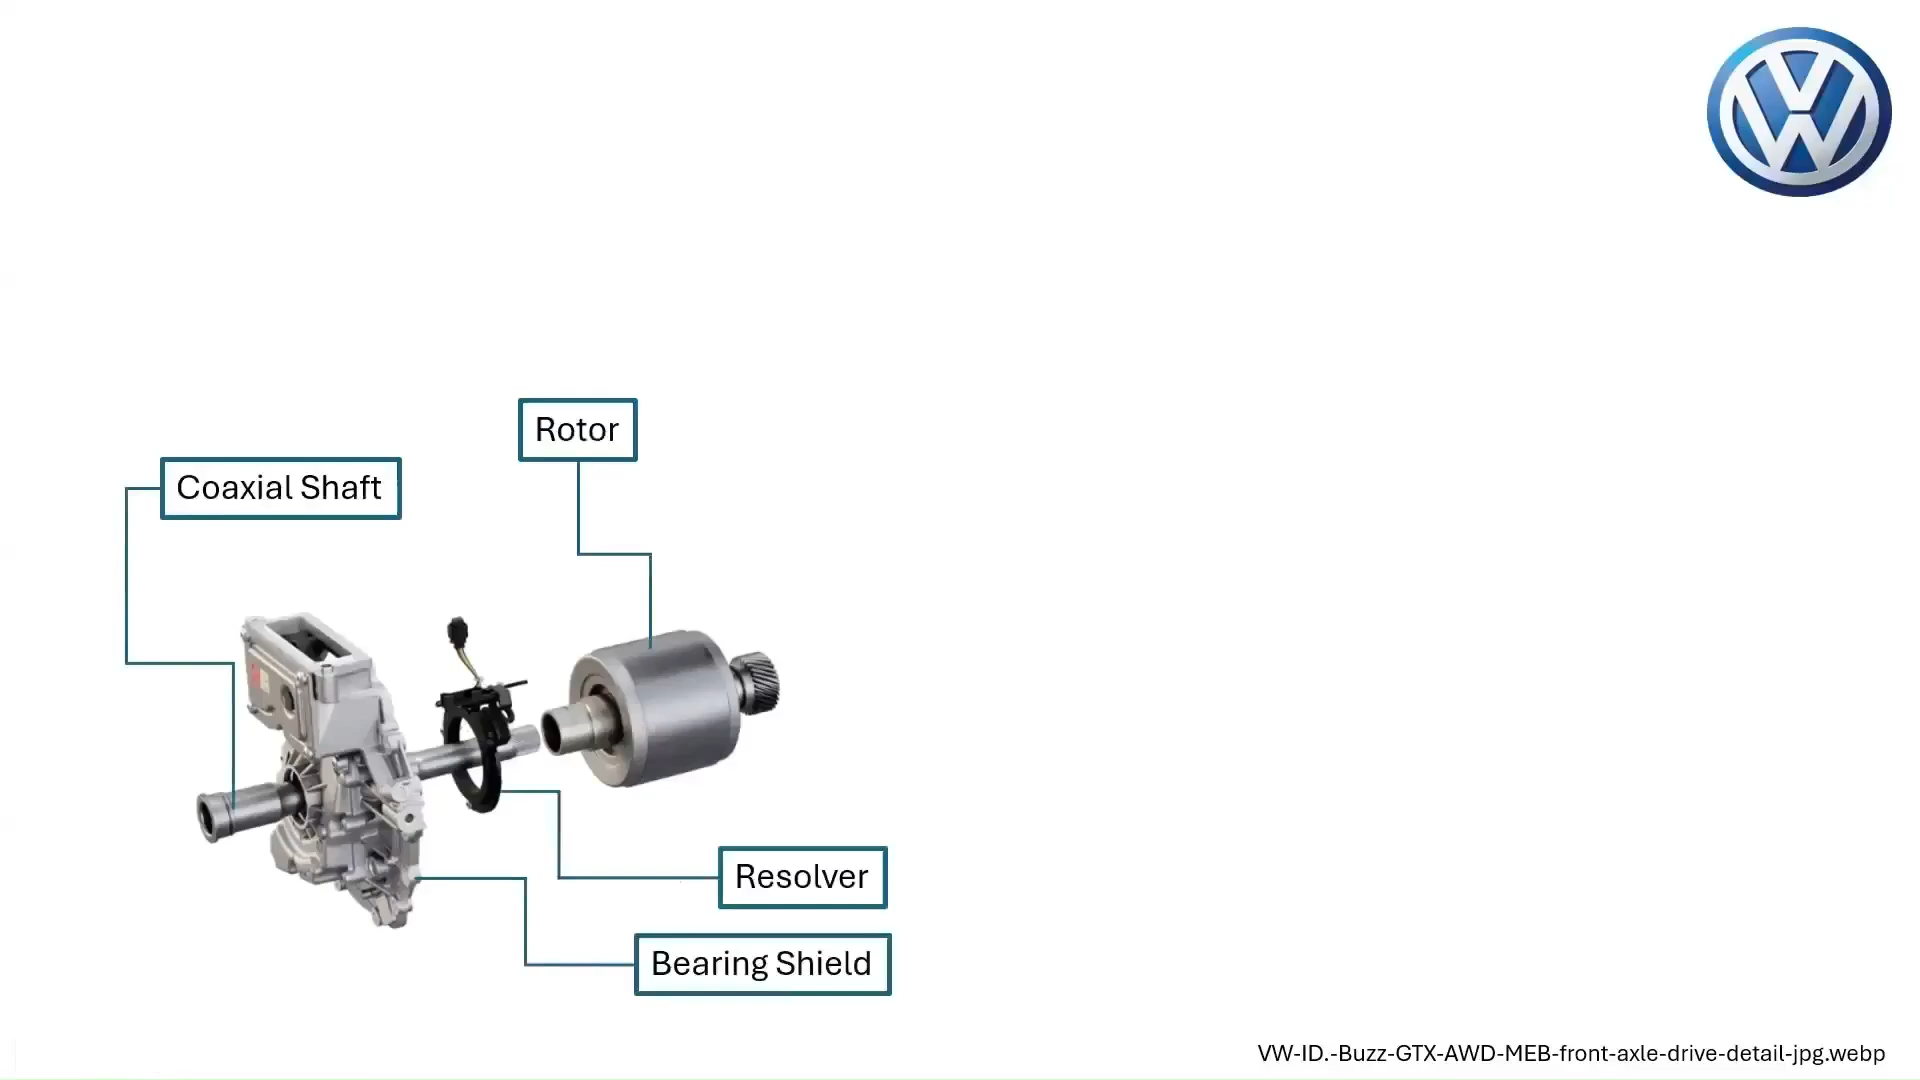 Rotor
Coaxial Shaft
Resolver
Bearing Shield
VW-ID.-Buzz-GTX-AWD-MEB-front-axle-drive-detail-jpg.webp